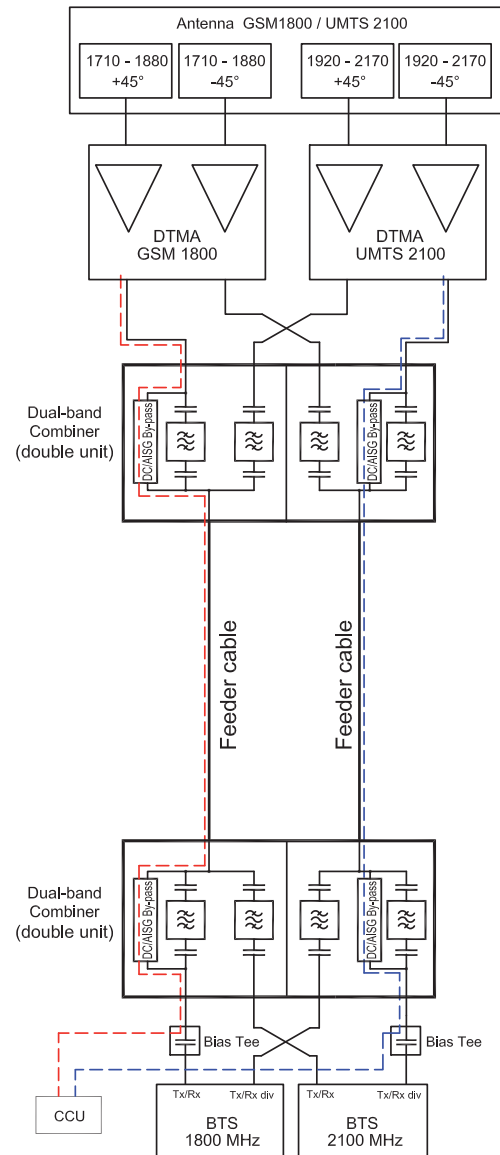 Antenna GSM1800 / UMTS 2100
1710 - 1880
+45°
1710 - 1880
-45°
1920 - 2170
+45°
1920 - 2170
-45°
DTMA
GSM 1800
DTMA
UMTS 2100
Dual-band
Combiner
(double unit)
DC/AISG By-pass
DC/AISG By-pass
Feeder cable
Feeder cable
Dual-band
Combiner
(double unit)
DC/AISG By-pass
DC/AISG By-pass
Bias Tee
Bias Tee
CCU
Tx/Rx
Tx/Rx div
BTS
1800 MHz
Tx/Rx
Tx/Rx div
BTS
2100 MHz